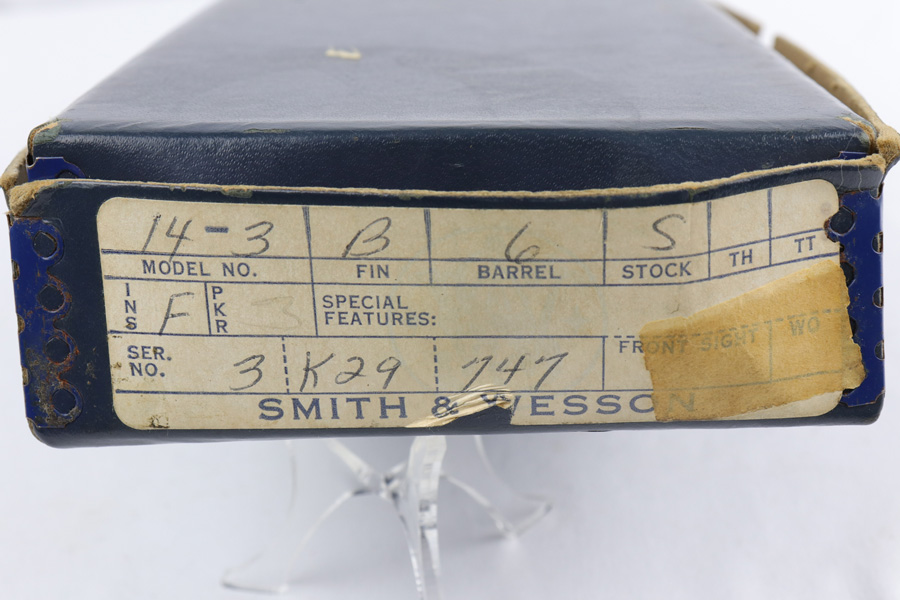 14-3 B 6 S
MODEL NO. FIN BARREL STOCK TH TT
INS F PKR 3 SPECIAL FEATURES:
SER. NO. 3 K29 747 FRONT SIGHT WO
SMITH & WESSON